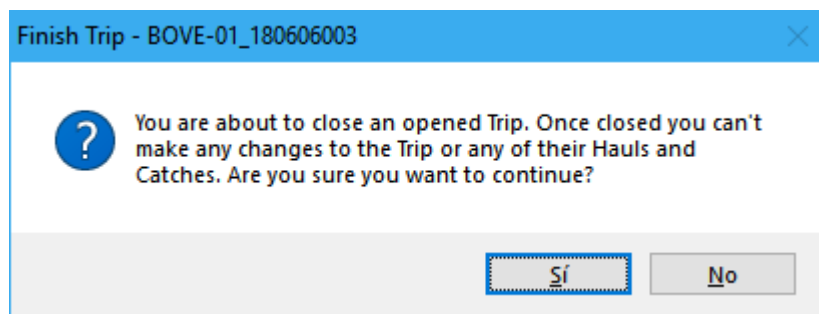 Finish Trip - BOVE-01_180606003
You are about to close an opened Trip. Once closed you can't
make any changes to the Trip or any of their Hauls and
Catches. Are you sure you want to continue?
Sí
No